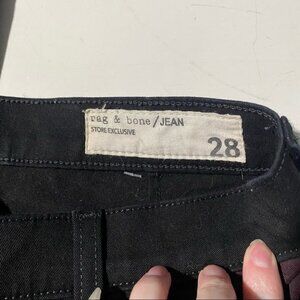 rag & bone/JEAN
STORE EXCLUSIVE
28